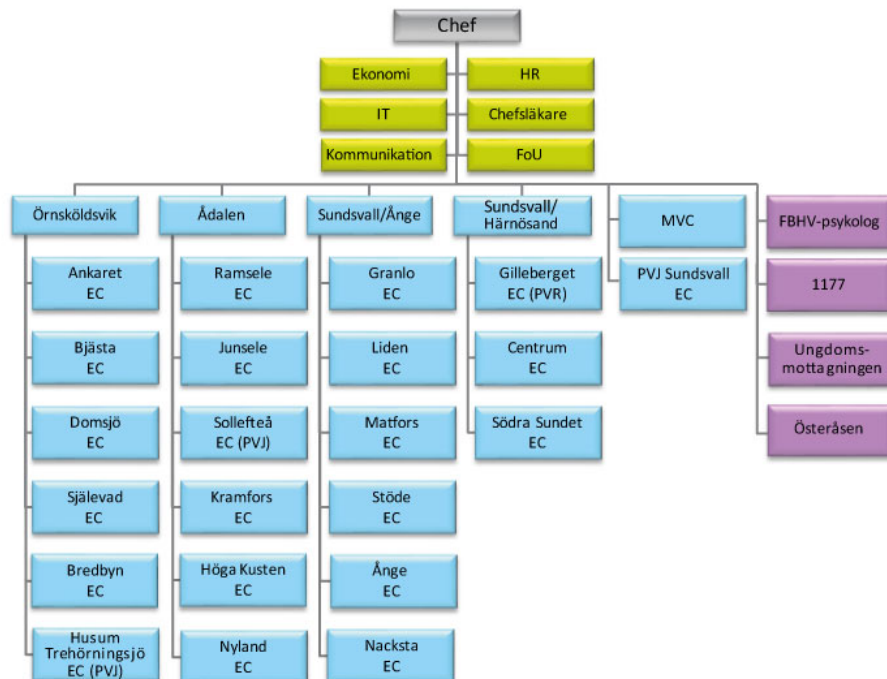 Chef
Ekonomi
HR
IT
Chefsläkare
Kommunikation
FoU
Örnsköldsvik
Ådalen
Sundsvall/Ånge
Sundsvall/
Härnösand
MVC
FBHV-psykolog
Ankaret
EC
Ramsele
EC
Granlo
EC
Gilleberget
EC (PVR)
PVJ Sundsvall
EC
1177
Bjästa
EC
Junsele
EC
Liden
EC
Centrum
EC
Ungdoms-
mottagningen
Domsjö
EC
Sollefteå
EC (PVJ)
Matfors
EC
Södra Sundet
EC
Österåsen
Själevad
EC
Kramfors
EC
Stöde
EC
Bredbyn
EC
Höga Kusten
EC
Ånge
EC
Husum
Trehörningsjö
EC (PVJ)
Nyland
EC
Nacksta
EC